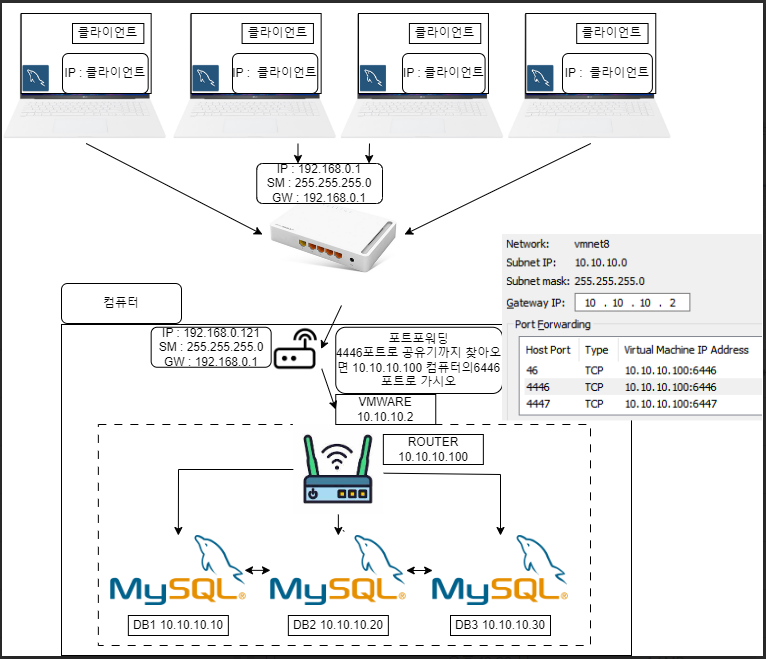 클라이언트
클라이언트
클라이언트
클라이언트
IP : 클라이언트
IP : 클라이언트
IP : 클라이언트
IP : 클라이언트
IP : 192.168.0.1
SM : 255.255.255.0
GW : 192.168.0.1
Network: vmnet8
Subnet IP: 10.10.10.0
Subnet mask: 255.255.255.0
Gateway IP: 10 . 10 . 10 . 2
Port Forwarding
Host Port Type Virtual Machine IP Address
46 TCP 10.10.10.100:6446
4446 TCP 10.10.10.100:6446
4447 TCP 10.10.10.100:6447
컴퓨터
IP : 192.168.0.121
SM : 255.255.255.0
GW : 192.168.0.1
포트포워딩
4446포트로 공유기까지 찾아오
면 10.10.10.100 컴퓨터의6446
포트로 가시오
VMWARE
10.10.10.2
ROUTER
10.10.10.100
MySQL®
MySQL®
MySQL®
DB1 10.10.10.10
DB2 10.10.10.20
DB3 10.10.10.30